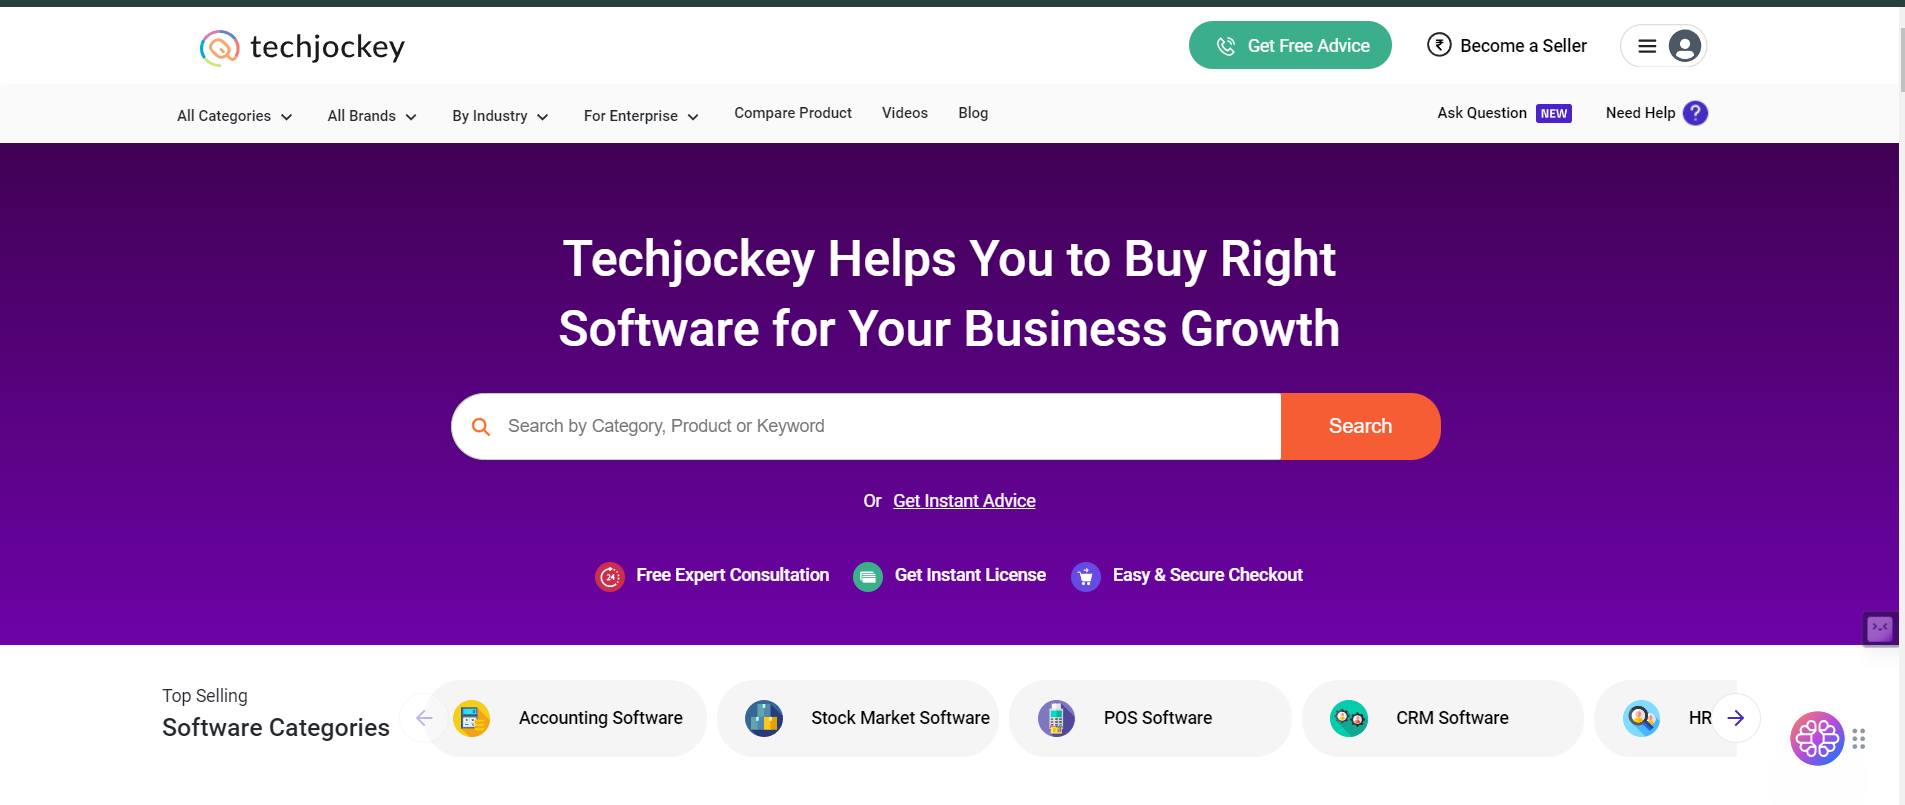 techjockey
Get Free Advice
Become a Seller
All Categories
All Brands
By Industry
For Enterprise
Compare Product
Videos
Blog
Ask Question NEW
Need Help ?
Techjockey Helps You to Buy Right
Software for Your Business Growth
Search by Category, Product or Keyword
Search
Or Get Instant Advice
24
Free Expert Consultation
Get Instant License
Easy & Secure Checkout
Top Selling
Software Categories
Accounting Software
Stock Market Software
POS Software
CRM Software
HR